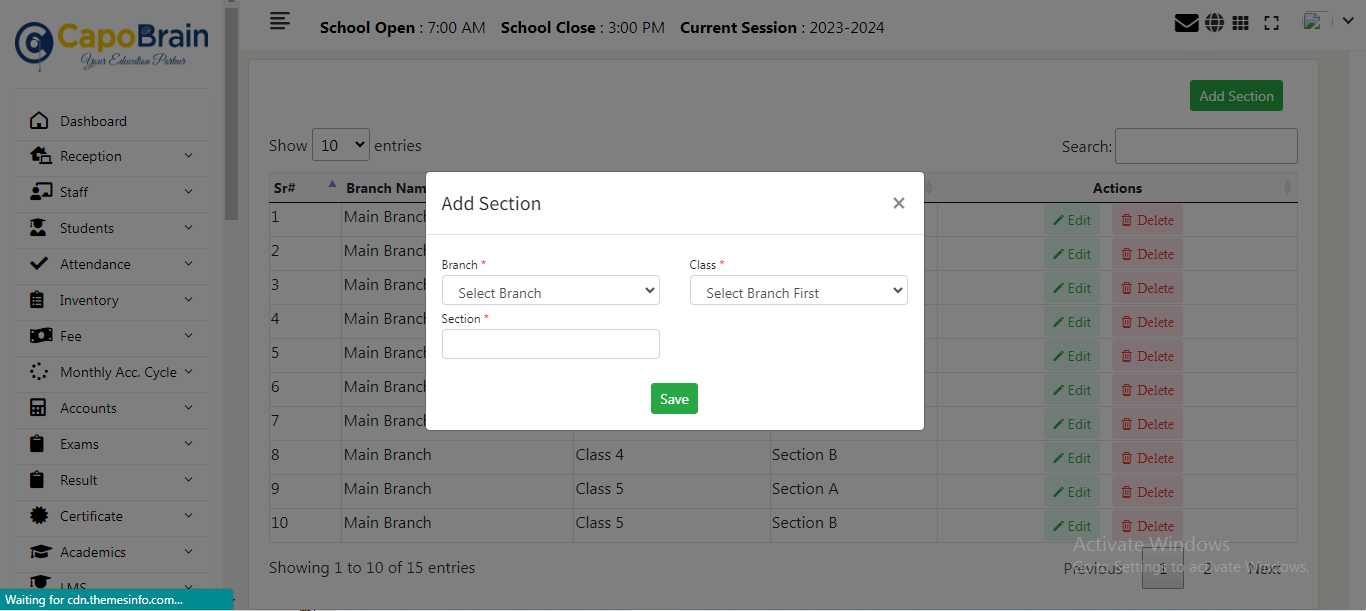 CapoBrain
Your Education Partner
School Open : 7:00 AM School Close : 3:00 PM Current Session : 2023-2024
Dashboard
Reception
Staff
Students
Attendance
Inventory
Fee
Monthly Acc. Cycle
Accounts
Exams
Result
Certificate
Academics
LMS
Waiting for cdn.themesinfo.com...
Add Section
Show 10 entries
Search:
Sr# Branch Nam Actions
1 Main Branch Edit Delete
2 Main Branch Edit Delete
3 Main Branch Edit Delete
4 Main Branch Edit Delete
5 Main Branch Edit Delete
6 Main Branch Edit Delete
7 Main Branch Edit Delete
8 Main Branch Class 4 Section B Edit Delete
9 Main Branch Class 5 Section A Edit Delete
10 Main Branch Class 5 Section B Edit Delete
Showing 1 to 10 of 15 entries
Previous 1 2 Next
Add Section ×
Branch * Class *
Select Branch Select Branch First
Section *
Save
Activate Windows
Go to Settings to activate Windows.